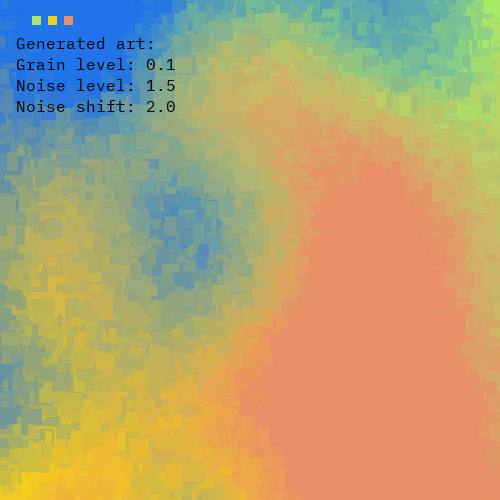 Generated art:
Grain level: 0.1
Noise level: 1.5
Noise shift: 2.0